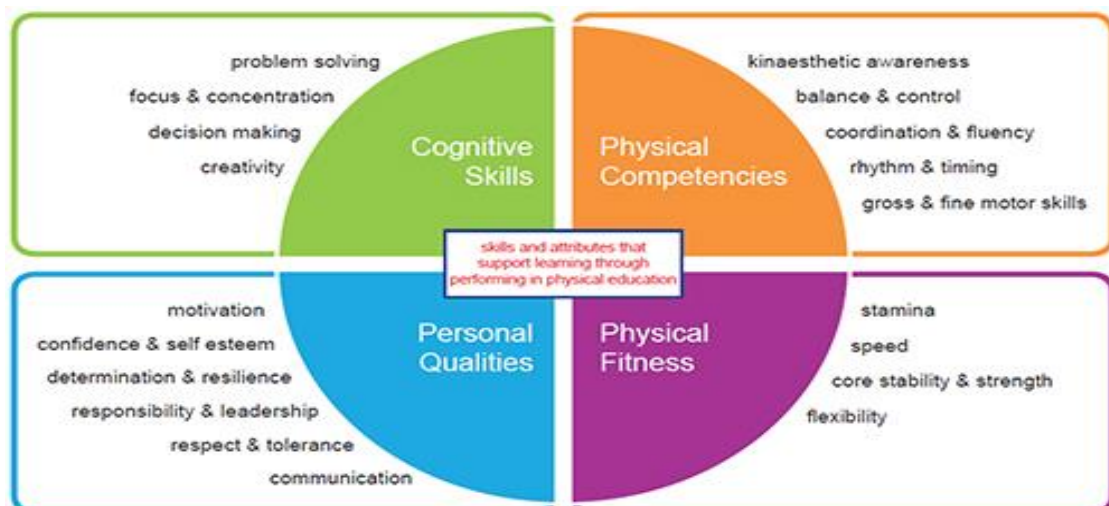 problem solving
focus & concentration
decision making
creativity
Cognitive
Skills
kinaesthetic awareness
balance & control
coordination & fluency
rhythm & timing
gross & fine motor skills
Physical
Competencies
skills and attributes that
support learning through
performing in physical education
motivation
confidence & self esteem
determination & resilience
responsibility & leadership
respect & tolerance
communication
Personal
Qualities
Physical
Fitness
stamina
speed
core stability & strength
flexibility